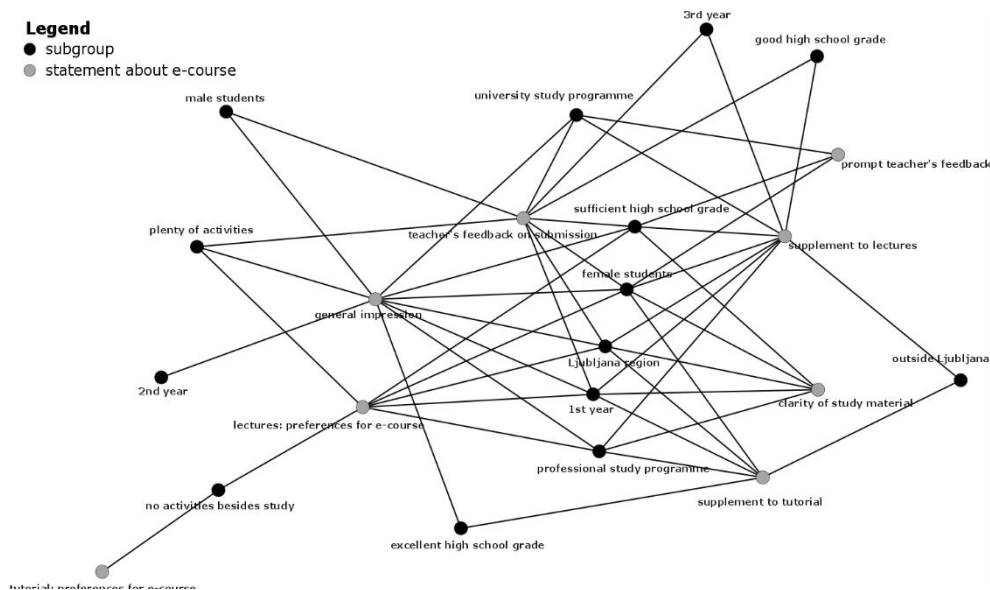 3rd year
Legend
good high school grade
subgroup
statement about e-course
male students
university study programme
prompt teacher's feedback
sufficient high school grade
plenty of activities
teacher's feedback on submission
supplement to lectures
female students
general impression
Ljubljana region
outside Ljubljana
2nd year
1st year
clarity of study material
lectures: preferences for e-course
professional study programme
supplement to tutorial
no activities besides study
excellent high school grade
tutorial: preferences for e-course